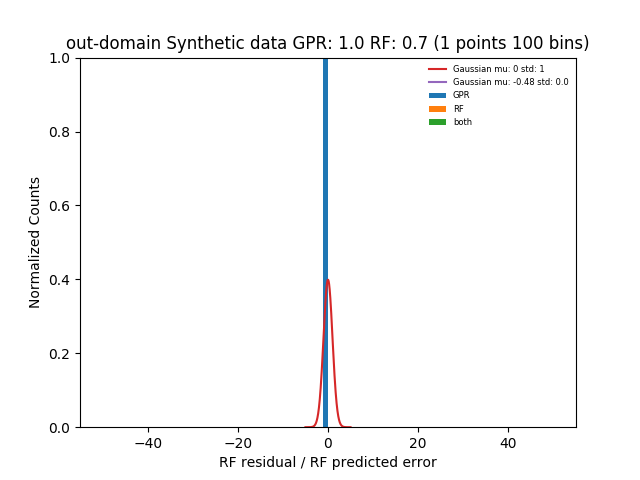 out-domain Synthetic data GPR: 1.0 RF: 0.7 (1 points 100 bins)
Gaussian mu: 0 std: 1
Gaussian mu: -0.48 std: 0.0
GPR
RF
both
Normalized Counts
1.0
0.8
0.6
0.4
0.2
0.0
−40
−20
0
20
40
RF residual / RF predicted error